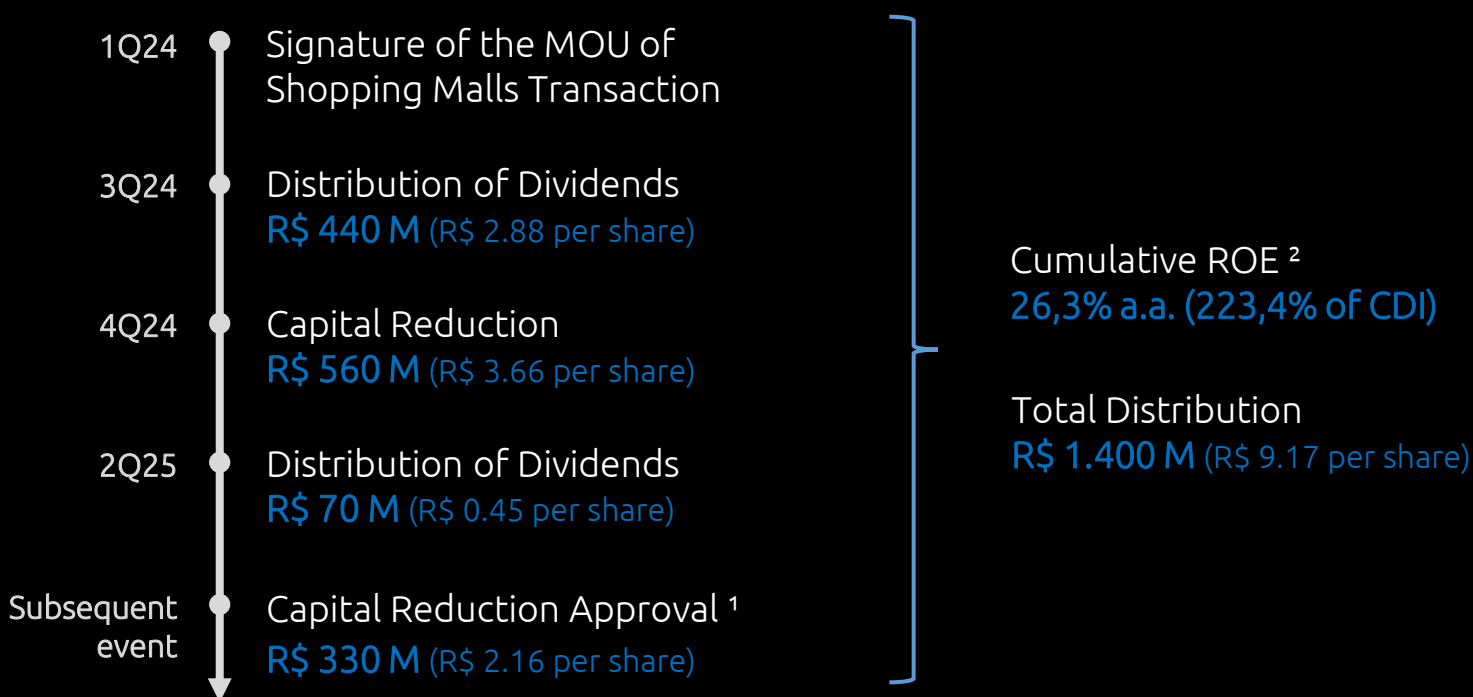 1Q24
Signature of the MOU of
Shopping Malls Transaction
3Q24
Distribution of Dividends
R$ 440 M (R$ 2.88 per share)
4Q24
Capital Reduction
R$ 560 M (R$ 3.66 per share)
2Q25
Distribution of Dividends
R$ 70 M (R$ 0.45 per share)
Subsequent
event
Capital Reduction Approval ¹
R$ 330 M (R$ 2.16 per share)
Cumulative ROE ²
26,3% a.a. (223,4% of CDI)
Total Distribution
R$ 1.400 M (R$ 9.17 per share)